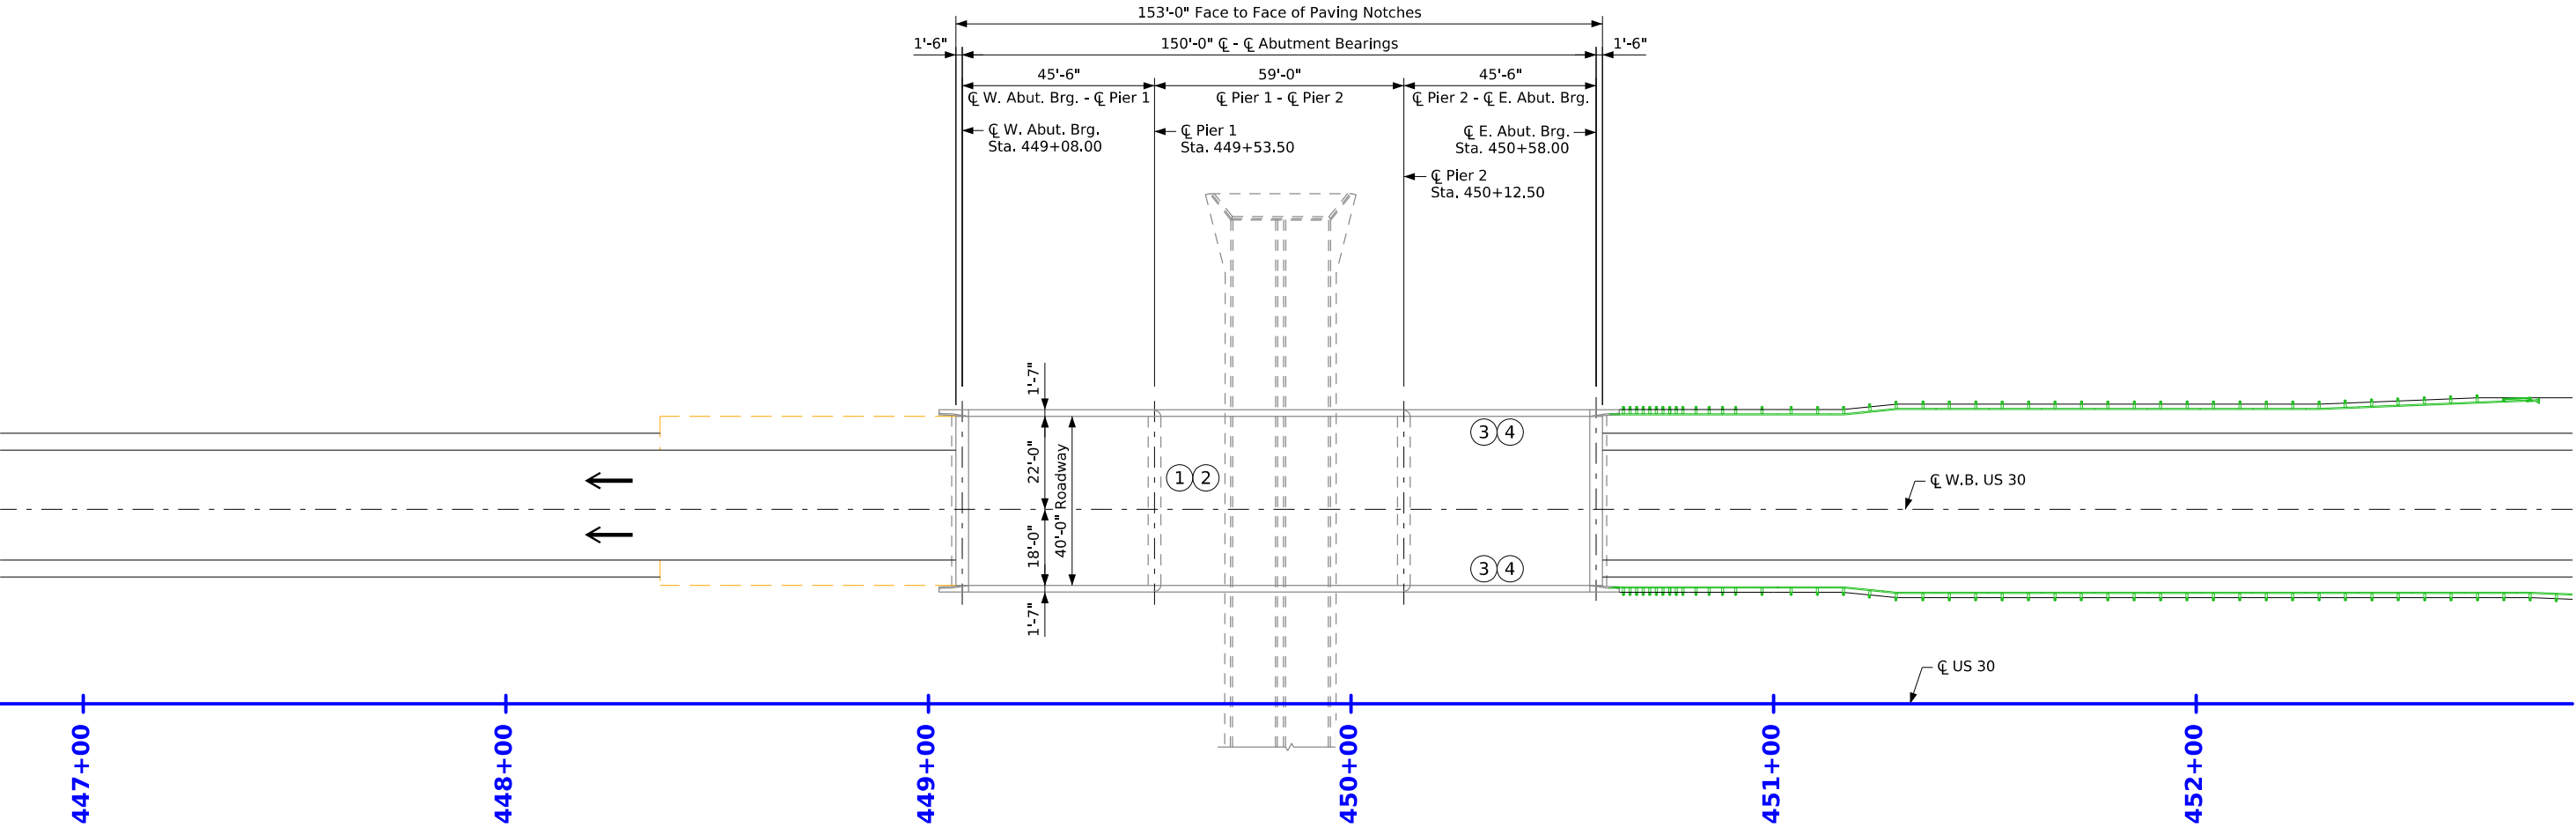 153'-0" Face to Face of Paving Notches
1'-6"
150'-0" ℄ - ℄ Abutment Bearings
1'-6"
45'-6"
59'-0"
45'-6"
℄ W. Abut. Brg. - ℄ Pier 1
℄ Pier 1 - ℄ Pier 2
℄ Pier 2 - ℄ E. Abut. Brg.
℄ W. Abut. Brg.
Sta. 449+08.00
℄ Pier 1
Sta. 449+53.50
℄ E. Abut. Brg.
Sta. 450+58.00
℄ Pier 2
Sta. 450+12.50
1'-7"
22'-0"
40'-0" Roadway
18'-0"
1'-7"
1 2
3 4
3 4
℄ W.B. US 30
℄ US 30
447+00
448+00
449+00
450+00
451+00
452+00